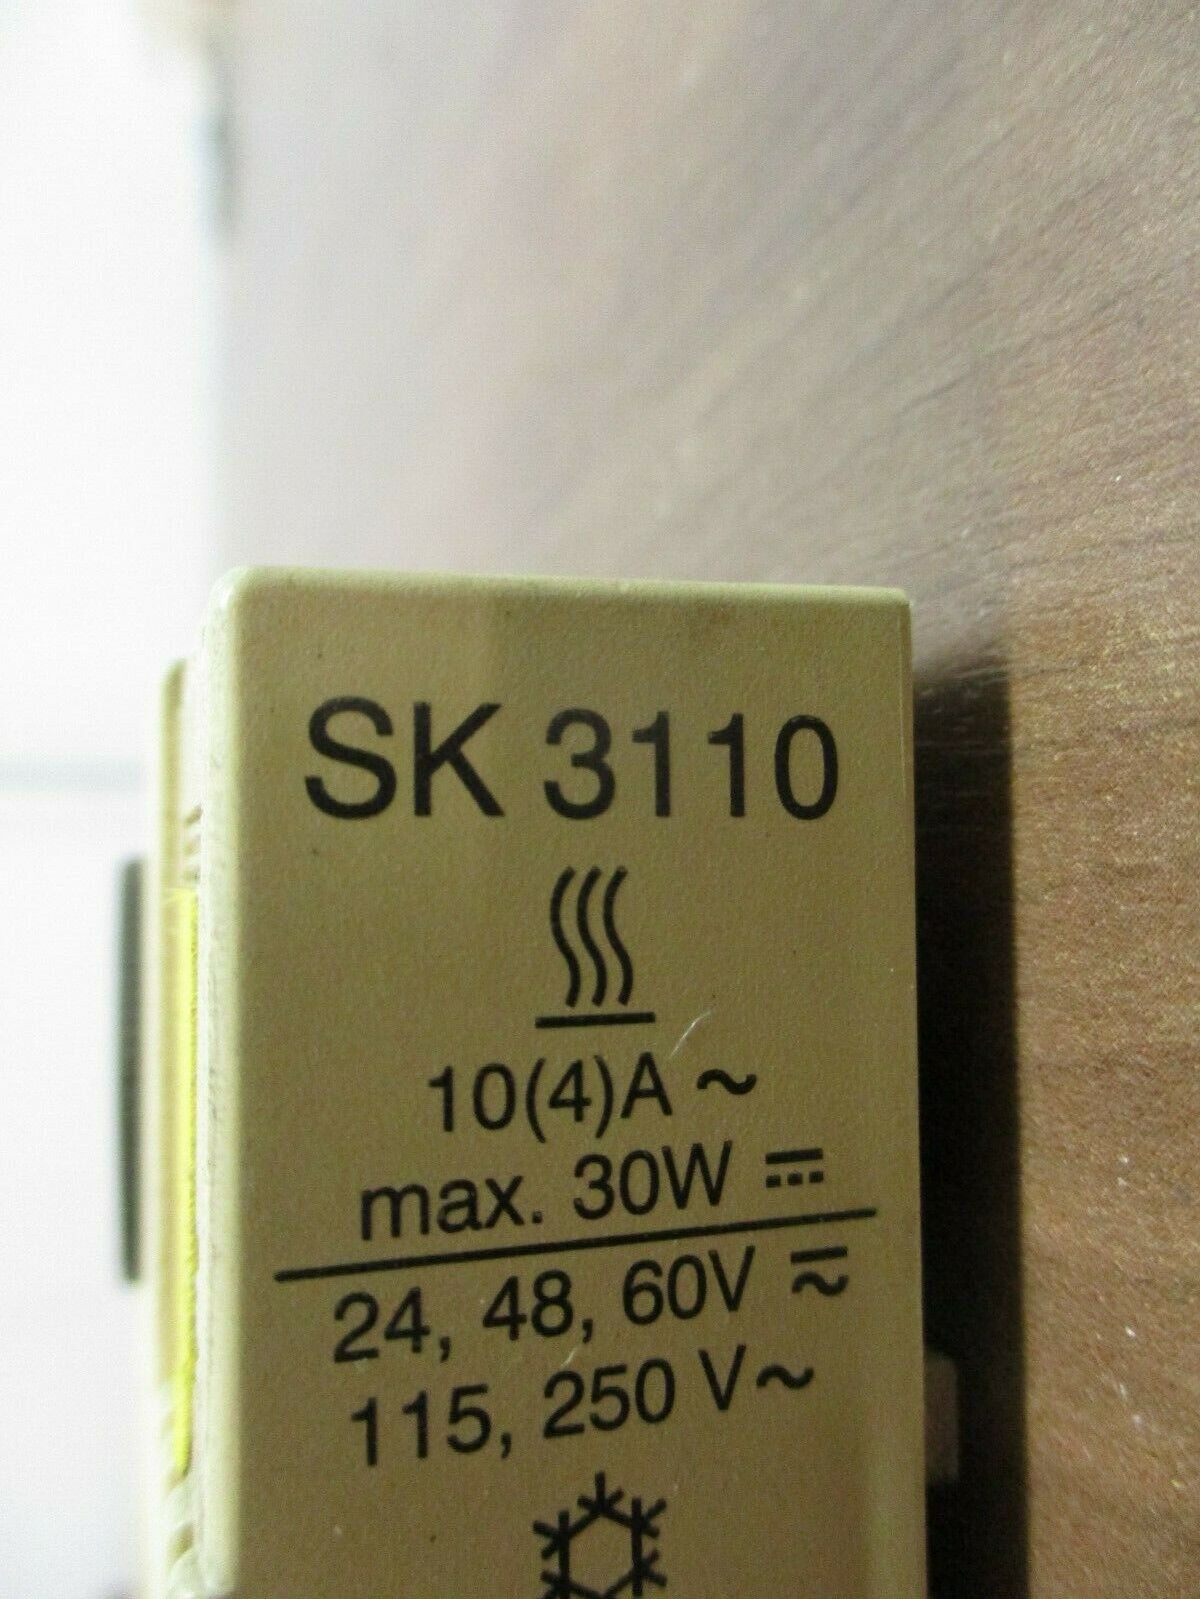 SK 3110
10(4)A ~
max. 30W ⎓
24, 48, 60V ⎓~
115, 250 V~